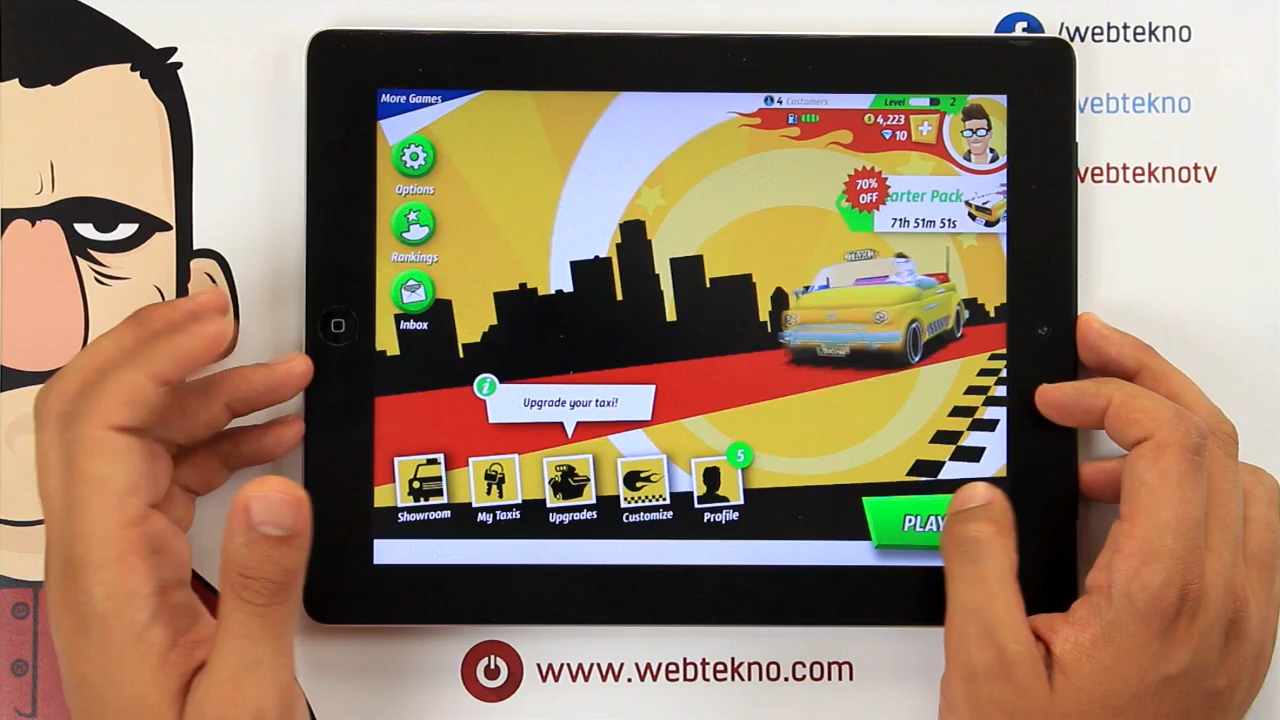 /webtekno
webtekno
webteknotv
More Games
4 Customers
Level 2
4,223
10
Options
70%
OFF
arter Pack
71h 51m 51s
Rankings
TAXI
Inbox
i
Upgrade your taxi!
5
Showroom
My Taxis
Upgrades
Customize
Profile
PLAY
www.webtekno.com